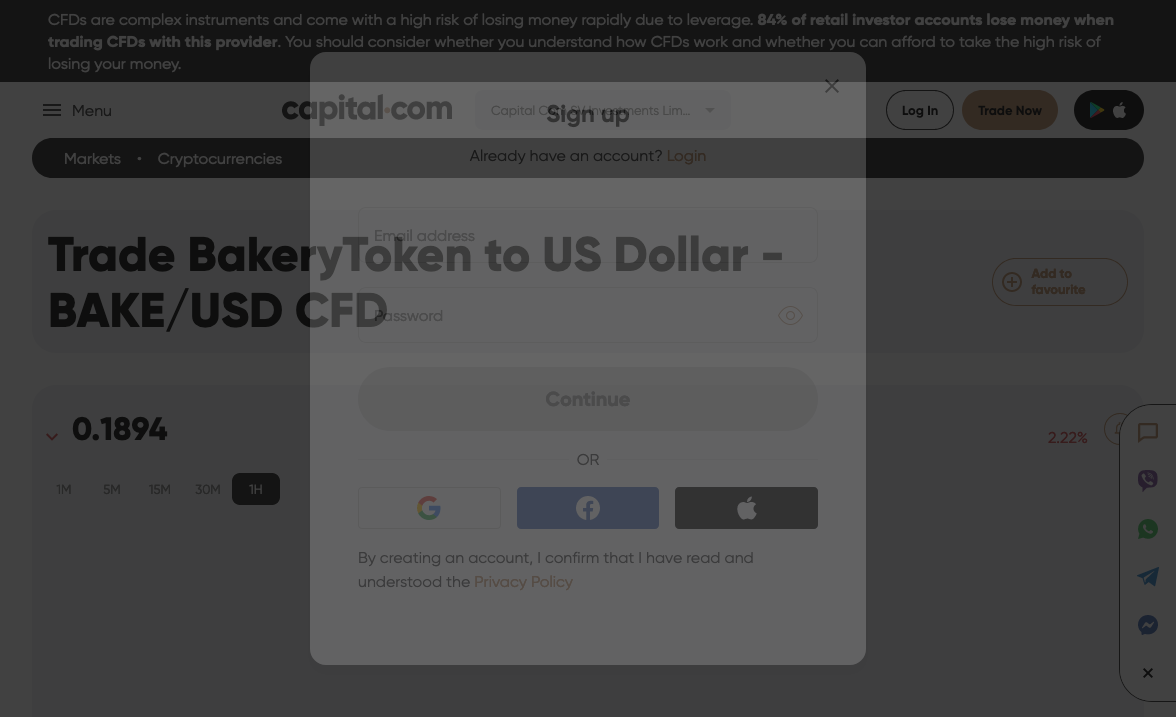 CFDs are complex instruments and come with a high risk of losing money rapidly due to leverage. 84% of retail investor accounts lose money when
trading CFDs with this provider. You should consider whether you understand how CFDs work and whether you can afford to take the high risk of
losing your money.
Menu
capital.com
Capital Com SV Investments Lim...
Log In
Trade Now
Sign up
Markets
Cryptocurrencies
Already have an account? Login
Email address
Trade BakeryToken to US Dollar -
BAKE/USD CFD
Add to
favourite
Password
Continue
0.1894
2.22%
OR
1M
5M
15M
30M
1H
By creating an account, I confirm that I have read and
understood the Privacy Policy